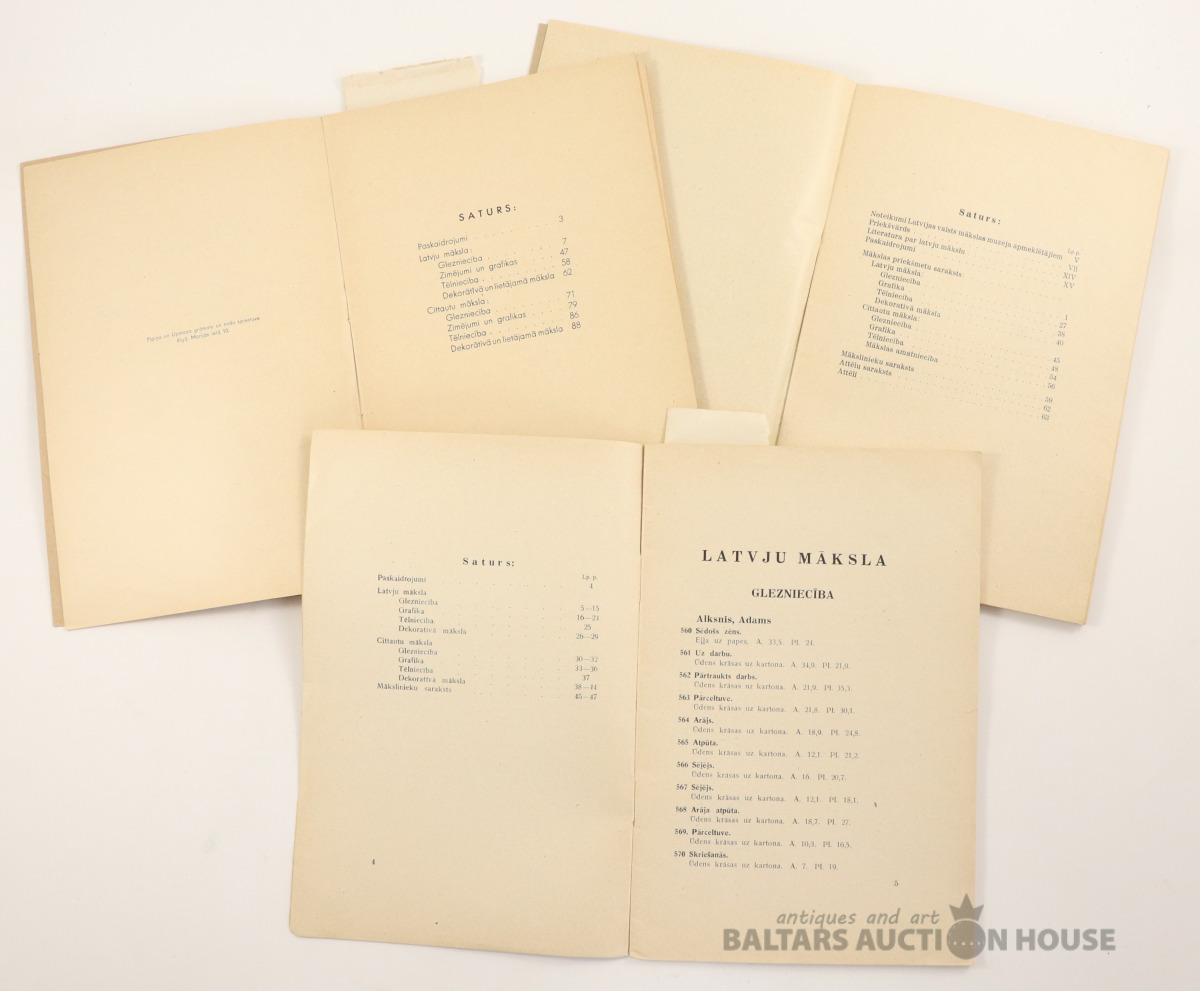 SATURS:
Paskaidrojumi 3
Latvju māksla:
Glezniecība 7
Zīmējumi un grafikas 47
Tēlniecība 58
Dekoratīvā un lietājamā māksla 62
Cittautu māksla:
Glezniecība 71
Zīmējumi un grafikas 79
Tēlniecība 86
Dekorātīvā un lietājamā māksla 88
Saturs:
Lp. p.
Noteikumi Latvijas valsts mākslas muzeja apmeklētājiem V
Priekšvārds VII
Literatura par latvju mākslu XIV
Paskaidrojumi XV
Mākslas priekšmetu saraksts:
Latvju māksla
Glezniecība 1
Grafika 27
Tēlniecība 38
Dekoratīvā māksla 40
Cittautu māksla:
Glezniecība 45
Grafika 48
Tēlniecība 54
Mākslas amatniecība 56
Mākslinieku saraksts 59
Attēlu saraksts 62
Attēli 63
Saturs:
Lp. p.
Paskaidrojumi 4
Latvju māksla
Glezniecība 5—15
Grafika 16—21
Tēlniecība 25
Dekoratīvā māksla 26—29
Cittautu māksla
Glezniecība 30—32
Grafika 33—36
Tēlniecība 37
Dekoratīvā māksla 38—44
Mākslinieku saraksts 45—47
4
LATVJU MĀKSLA
GLEZNIECĪBA
Alksnis, Adams
560 Sēdošs zēns.
Eļļa uz papes. A. 33,5. Pl. 24.
561 Uz darbu.
Ūdens krāsas uz kartona. A. 34,9. Pl. 21,9.
562 Pārtraukts darbs.
Ūdens krāsas uz kartona. A. 21,9. Pl. 35,3.
563 Pārceltuve.
Ūdens krāsas uz kartona. A. 21,8. Pl. 30,1.
564 Arājs.
Ūdens krāsas uz kartona. A. 18,9. Pl. 24,8.
565 Atpūta.
Ūdens krāsas uz kartona. A. 12,1. Pl. 21,2.
566 Sējējs.
Ūdens krāsas uz kartona. A. 16. Pl. 20,7.
567 Sējējs.
Ūdens krāsas uz kartona. A. 12,1. Pl. 18,1.
568 Arāja atpūta.
Ūdens krāsas uz kartona. A. 18,7. Pl. 27.
569. Pārceltuve.
Ūdens krāsas uz kartona. A. 10,3. Pl. 16,5.
570 Skriešanās.
Ūdens krāsas uz kartona. A. 7. Pl. 19.
5
antiques and art
BALTARS AUCTION HOUSE